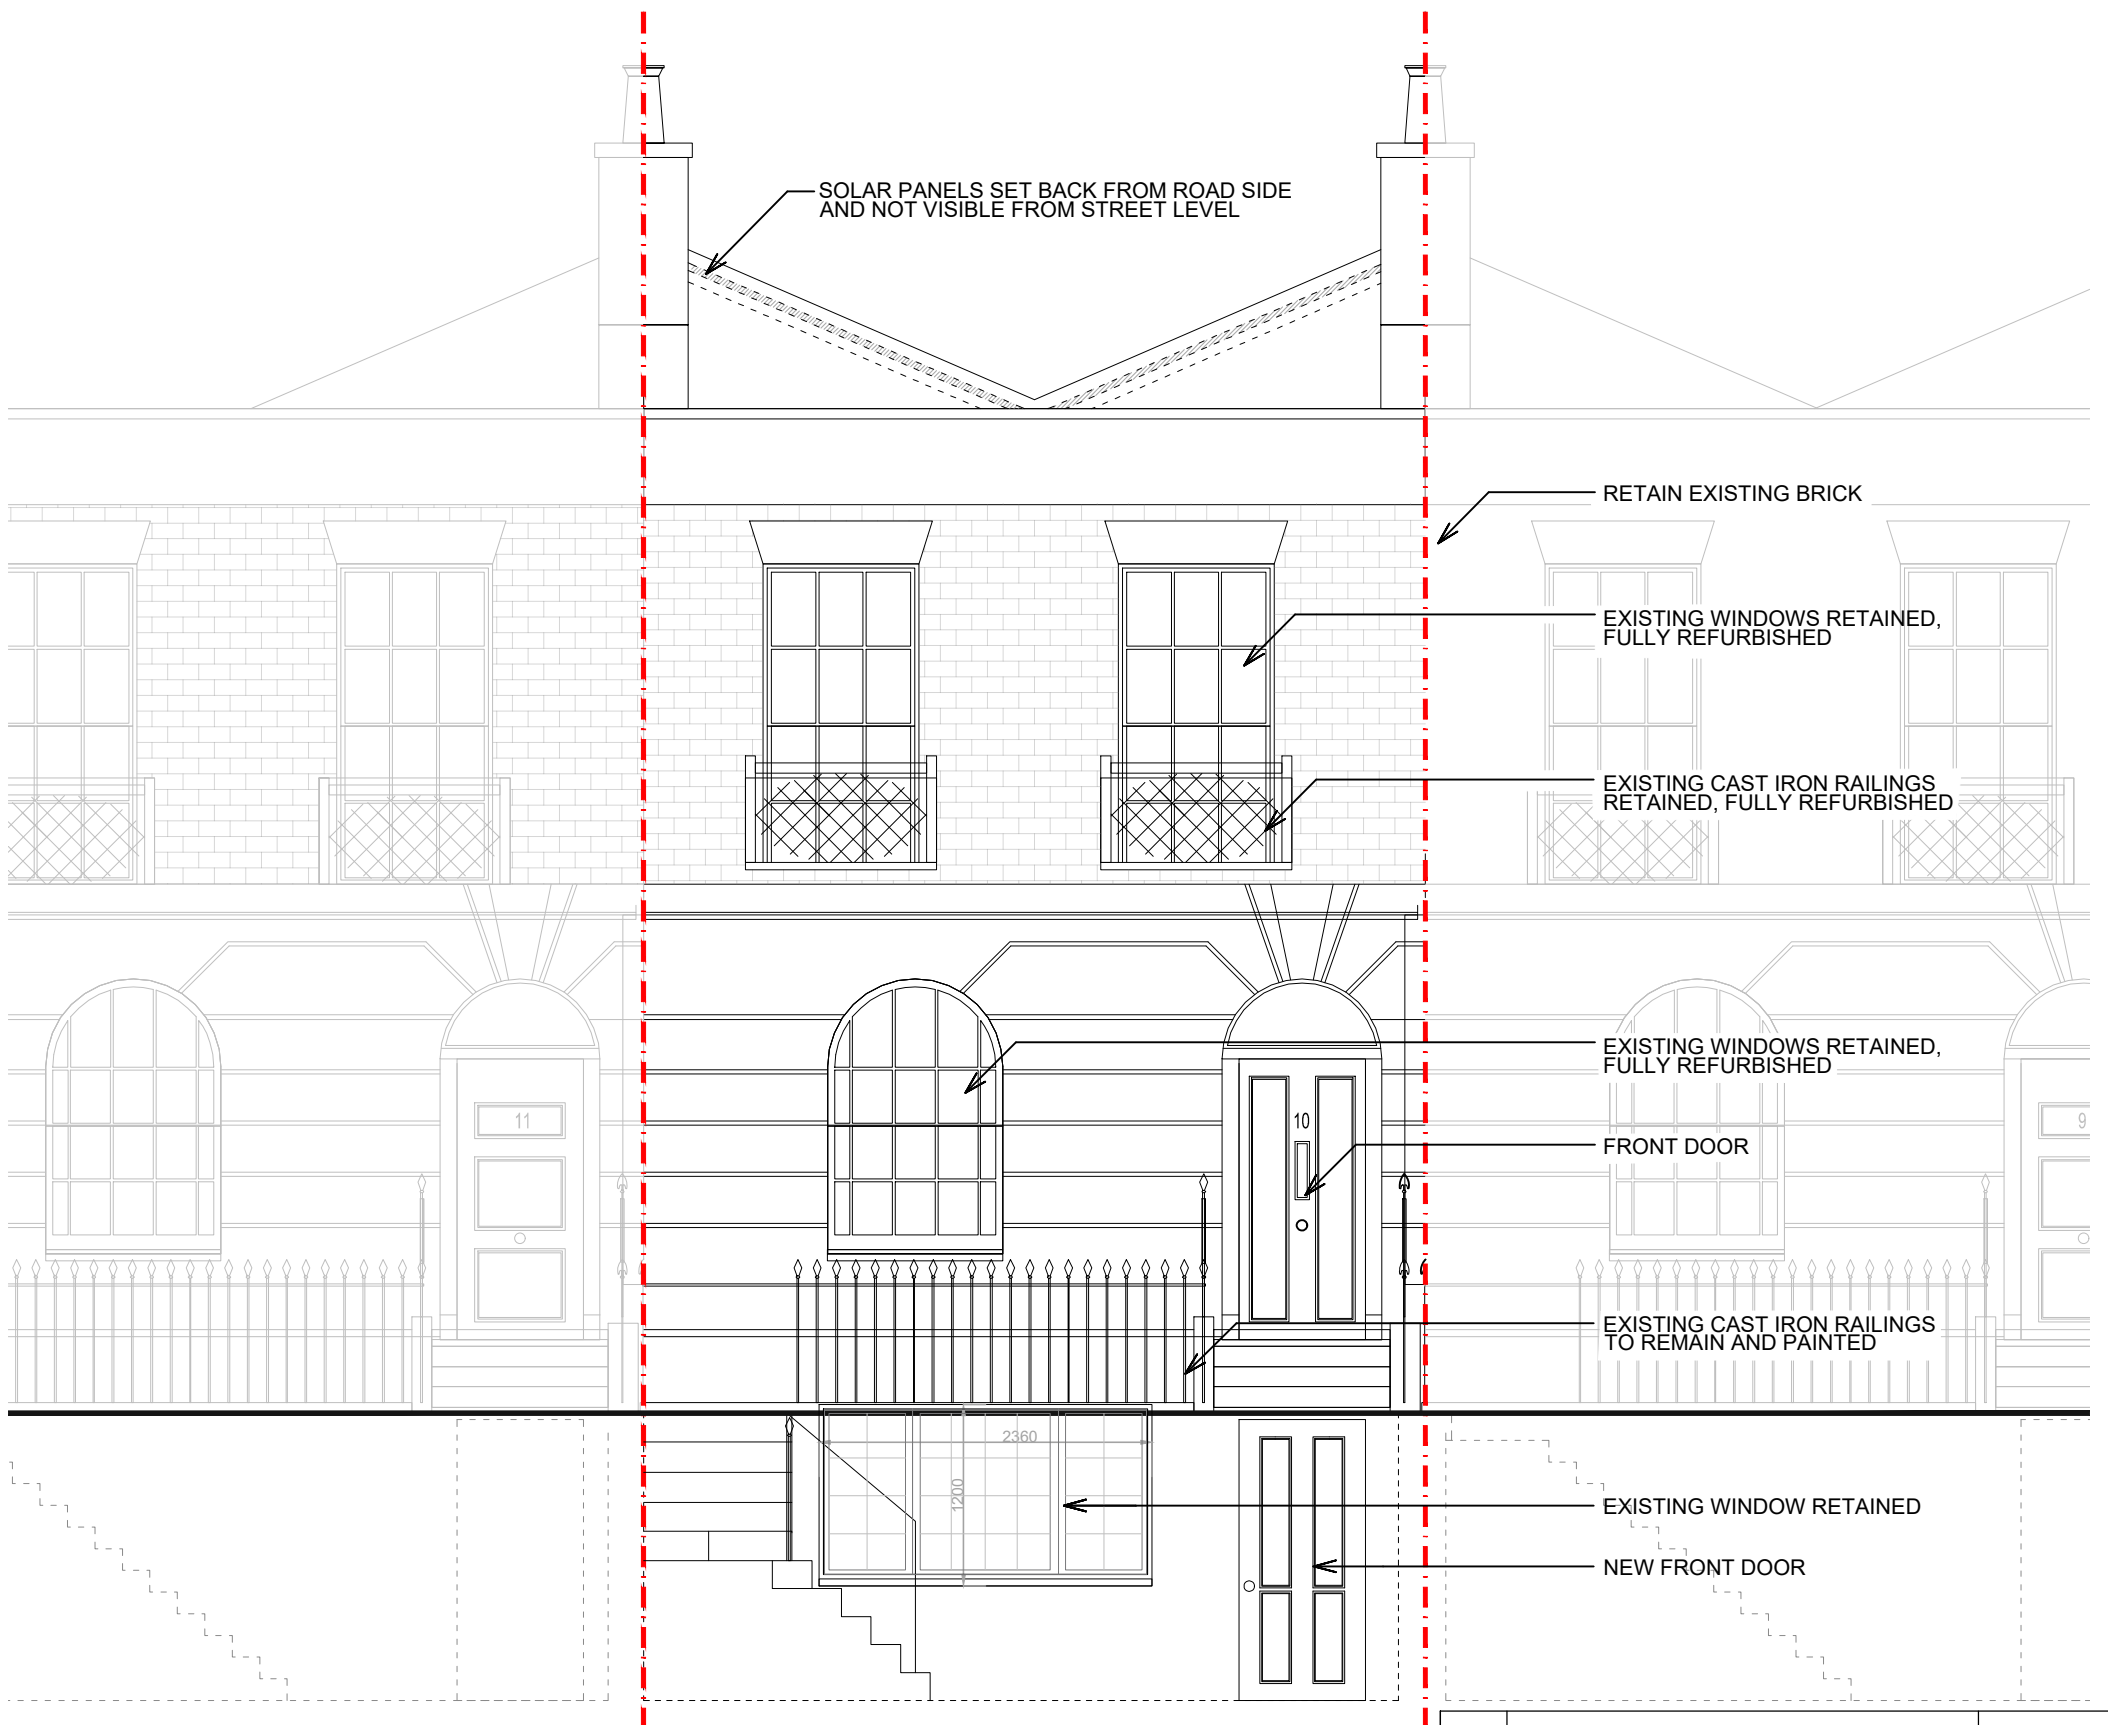 SOLAR PANELS SET BACK FROM ROAD SIDE
AND NOT VISIBLE FROM STREET LEVEL
RETAIN EXISTING BRICK
EXISTING WINDOWS RETAINED,
FULLY REFURBISHED
EXISTING CAST IRON RAILINGS
RETAINED, FULLY REFURBISHED
EXISTING WINDOWS RETAINED,
FULLY REFURBISHED
11
10
9
FRONT DOOR
EXISTING CAST IRON RAILINGS
TO REMAIN AND PAINTED
2360
1200
EXISTING WINDOW RETAINED
NEW FRONT DOOR